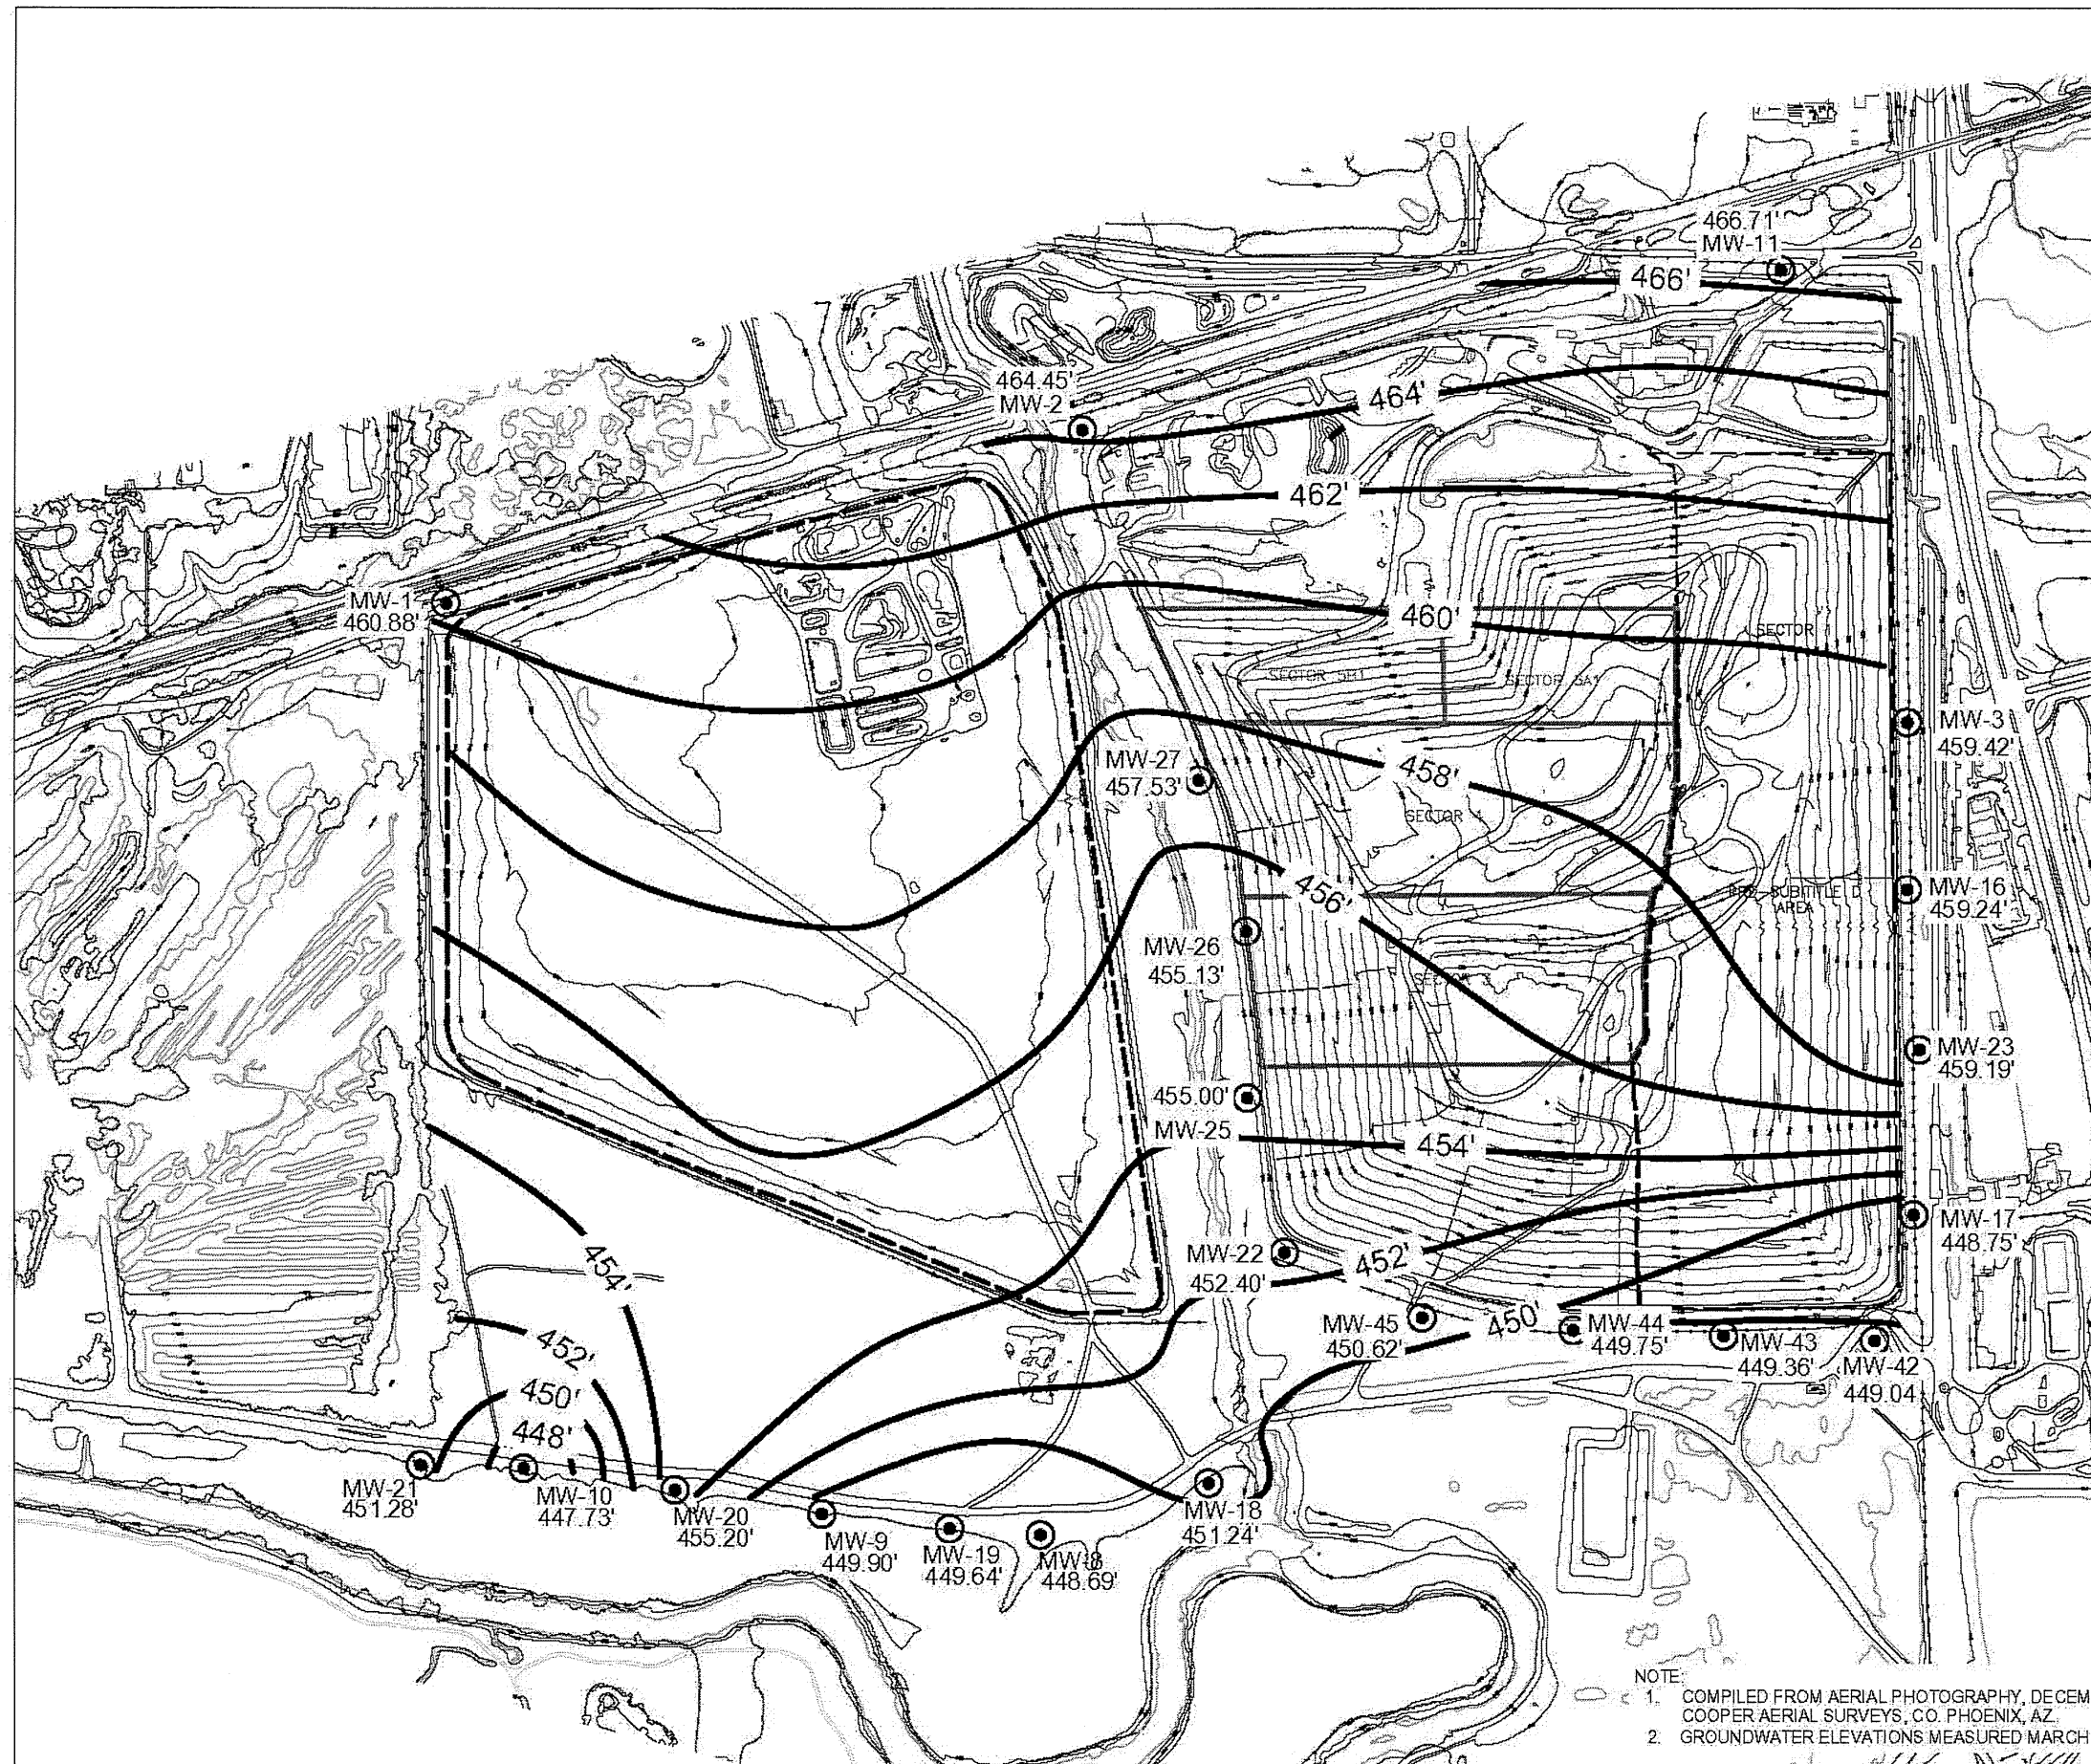 466.71'
MW-11
466'
464.45'
MW-2
464'
462'
MW-1
460.88'
460'
SECTOR 1
SECTOR 5B1
SECTOR 5A1
MW-3
459.42'
MW-27
457.53'
458'
SECTOR 4
456'
PRE-SUBTITLE D
AREA
MW-16
459.24'
MW-26
455.13'
MW-23
459.19'
455.00'
MW-25
454'
MW-17
448.75'
MW-22
452.40'
452'
454'
MW-45
450.62'
450'
MW-44
449.75'
MW-43
449.36'
MW-42
449.04
452'
450'
448'
MW-21
451.28'
MW-10
447.73'
MW-20
455.20'
MW-9
449.90'
MW-19
449.64'
MW-8
448.69'
MW-18
451.24'
NOTE:
1. COMPILED FROM AERIAL PHOTOGRAPHY, DECEM
COOPER AERIAL SURVEYS, CO. PHOENIX, AZ.
2. GROUNDWATER ELEVATIONS MEASURED MARCH